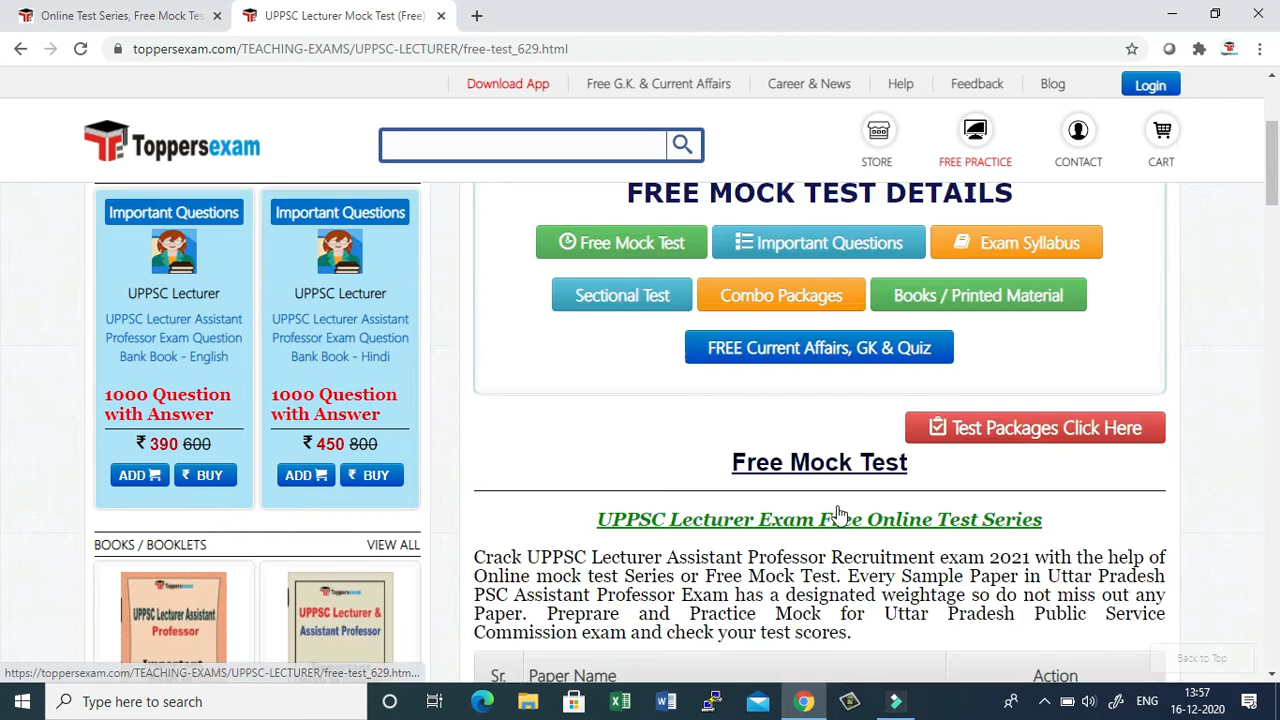 Online Test Series, Free Mock Tes
UPPSC Lecturer Mock Test (Free)
toppersexam.com/TEACHING-EXAMS/UPPSC-LECTURER/free-test_629.html
Download App
Free G.K. & Current Affairs
Career & News
Help
Feedback
Blog
Login
Toppersexam
STORE
FREE PRACTICE
CONTACT
CART
Important Questions
UPPSC Lecturer
UPPSC Lecturer Assistant
Professor Exam Question
Bank Book - English
1000 Question
with Answer
₹ 390 600
ADD
₹ BUY
Important Questions
UPPSC Lecturer
UPPSC Lecturer Assistant
Professor Exam Question
Bank Book - Hindi
1000 Question
with Answer
₹ 450 800
ADD
₹ BUY
BOOKS / BOOKLETS
VIEW ALL
Toppersexam
UPPSC Lecturer Assistant
Professor
Toppersexam
UPPSC Lecturer &
Assistant Professor
FREE MOCK TEST DETAILS
Free Mock Test
Important Questions
Exam Syllabus
Sectional Test
Combo Packages
Books / Printed Material
FREE Current Affairs, GK & Quiz
Test Packages Click Here
Free Mock Test
UPPSC Lecturer Exam Free Online Test Series
Crack UPPSC Lecturer Assistant Professor Recruitment exam 2021 with the help of
Online mock test Series or Free Mock Test. Every Sample Paper in Uttar Pradesh
PSC Assistant Professor Exam has a designated weightage so do not miss out any
Paper. Preprare and Practice Mock for Uttar Pradesh Public Service
Commission exam and check your test scores.
Back to Top
Sr.
Paper Name
Action
https://toppersexam.com/TEACHING-EXAMS/UPPSC-LECTURER/free-test_629.htm...
Type here to search
ENG
13:57
16-12-2020